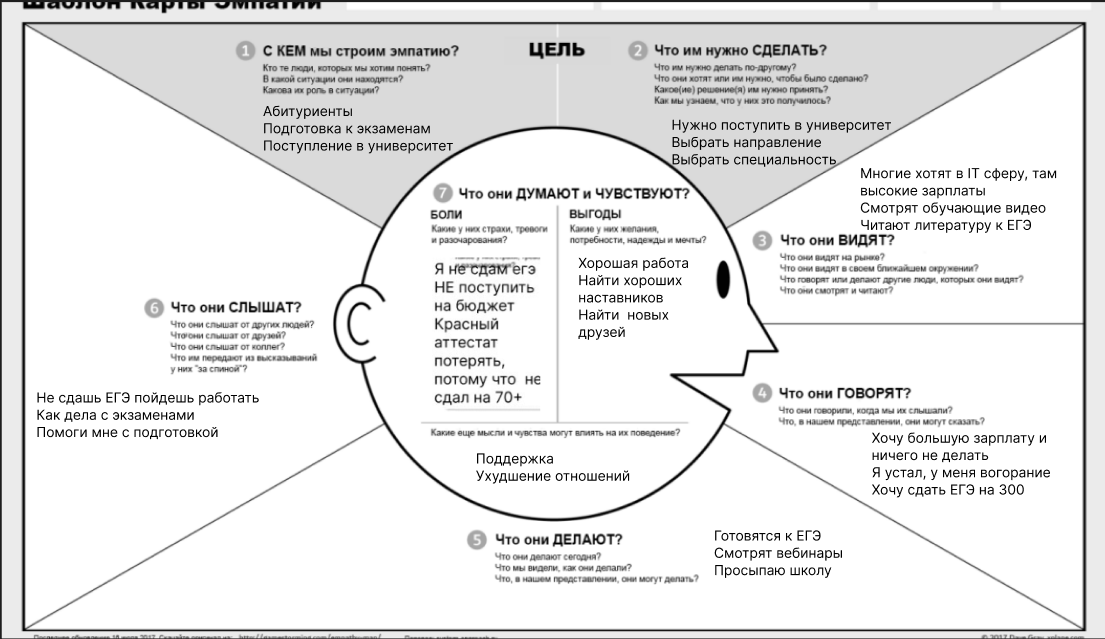 Шаблон Карты Эмпатии
1 С КЕМ мы строим эмпатию?
Кто те люди, которых мы хотим понять?
В какой ситуации они находятся?
Какова их роль в ситуации?
Абитуриенты
Подготовка к экзаменам
Поступление в университет
ЦЕЛЬ
2 Что им нужно СДЕЛАТЬ?
Что им нужно делать по-другому?
Что они хотят или им нужно, чтобы было сделано?
Какое(ие) решение(я) им нужно принять?
Как мы узнаем, что у них это получилось?
Нужно поступить в университет
Выбрать направление
Выбрать специальность
Многие хотят в IT сферу, там
высокие зарплаты
Смотрят обучающие видео
Читают литературу к ЕГЭ
3 Что они ВИДЯТ?
Что они видят на рынке?
Что они видят в своем ближайшем окружении?
Что говорят или делают другие люди, которых они видят?
Что они смотрят и читают?
4 Что они ГОВОРЯТ?
Что они говорили, когда мы их слышали?
Что, в нашем представлении, они могут сказать?
Хочу большую зарплату и
ничего не делать
Я устал, у меня вогорание
Хочу сдать ЕГЭ на 300
5 Что они ДЕЛАЮТ?
Что они делают сегодня?
Что мы видели, как они делали?
Что, в нашем представлении, они могут делать?
Готовятся к ЕГЭ
Смотрят вебинары
Просыпаю школу
6 Что они СЛЫШАТ?
Что они слышат от других людей?
Что они слышат от друзей?
Что они слышат от коллег?
Что им передают из высказываний
у них "за спиной"?
Не сдашь ЕГЭ пойдешь работать
Как дела с экзаменами
Помоги мне с подготовкой
7 Что они ДУМАЮТ и ЧУВСТВУЮТ?
БОЛИ
Какие у них страхи, тревоги
и разочарования?
Я не сдам егэ
НЕ поступить
на бюджет
Красный
аттестат
потерять,
потому что не
сдал на 70+
ВЫГОДЫ
Какие у них желания,
потребности, надежды и мечты?
Хорошая работа
Найти хороших
наставников
Найти новых
друзей
Какие еще мысли и чувства могут влиять на их поведение?
Поддержка
Ухудшение отношений